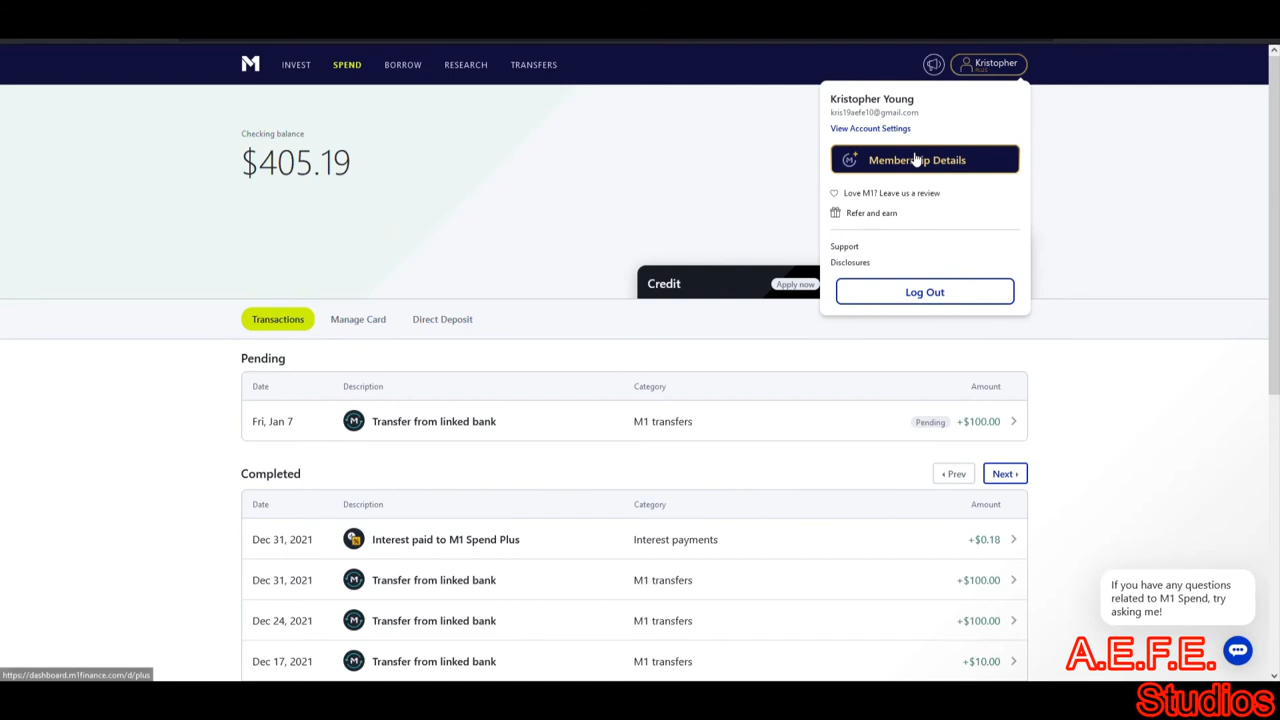 M INVEST SPEND BORROW RESEARCH TRANSFERS Kristopher
PLUS
Kristopher Young
kris19aefe10@gmail.com
View Account Settings
Membership Details
Love M1? Leave us a review
Refer and earn
Support
Disclosures
Log Out
Checking balance
$405.19
Credit Apply now
Transactions Manage Card Direct Deposit
Pending
Date Description Category Amount
Fri, Jan 7 Transfer from linked bank M1 transfers Pending +$100.00
Completed ‹ Prev Next ›
Date Description Category Amount
Dec 31, 2021 Interest paid to M1 Spend Plus Interest payments +$0.18
Dec 31, 2021 Transfer from linked bank M1 transfers +$100.00
Dec 24, 2021 Transfer from linked bank M1 transfers +$100.00
Dec 17, 2021 Transfer from linked bank M1 transfers +$10.00
If you have any questions
related to M1 Spend, try
asking me!
https://dashboard.m1finance.com/d/plus
A.E.F.E.
Studios